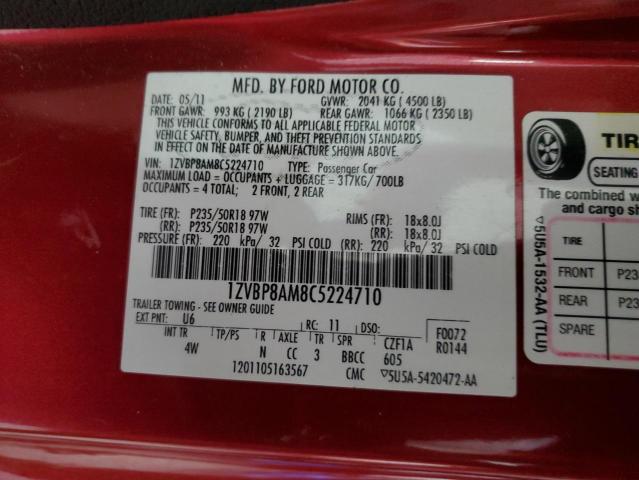 MFD. BY FORD MOTOR CO.
DATE: 05/11 GVWR: 2041 KG ( 4500 LB)
FRONT GAWR: 993 KG ( 2190 LB) REAR GAWR: 1066 KG ( 2350 LB)
THIS VEHICLE CONFORMS TO ALL APPLICABLE FEDERAL MOTOR
VEHICLE SAFETY, BUMPER, AND THEFT PREVENTION STANDARDS
IN EFFECT ON THE DATE OF MANUFACTURE SHOWN ABOVE.
VIN: 1ZVBP8AM8C5224710 TYPE: Passenger Car
MAXIMUM LOAD = OCCUPANTS + LUGGAGE = 317KG/700LB
OCCUPANTS = 4 TOTAL; 2 FRONT, 2 REAR
TIRE (FR): P235/50R18 97W RIMS (FR): 18x8.0J
(RR): P235/50R18 97W (RR): 18x8.0J
PRESSURE (FR): 220 kPa/ 32 PSI COLD (RR): 220 kPa/ 32 PSI COLD
1ZVBP8AM8C5224710
TRAILER TOWING - SEE OWNER GUIDE
EXT PNT: U6 RC: 11 DSO: F0072
INT TR TP/PS R AXLE TR SPR CZF1A R0144
4W N CC 3 BBCC 605
1201105163567 CMC ▽5U5A-5420472-AA
TIR
SEATING
The combined w
and cargo sh
TIRE
FRONT P23
REAR P23
SPARE
▽5U5A-1532-AA (TLU)